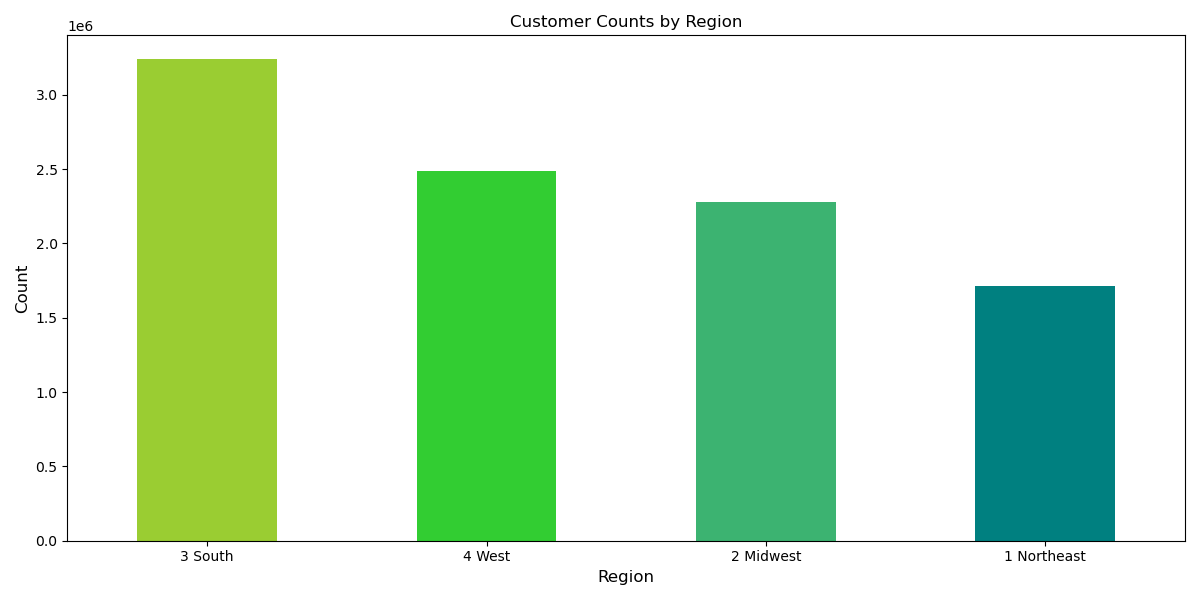 Customer Counts by Region
1e6
3.0
2.5
2.0
1.5
1.0
0.5
0.0
Count
3 South
4 West
2 Midwest
1 Northeast
Region